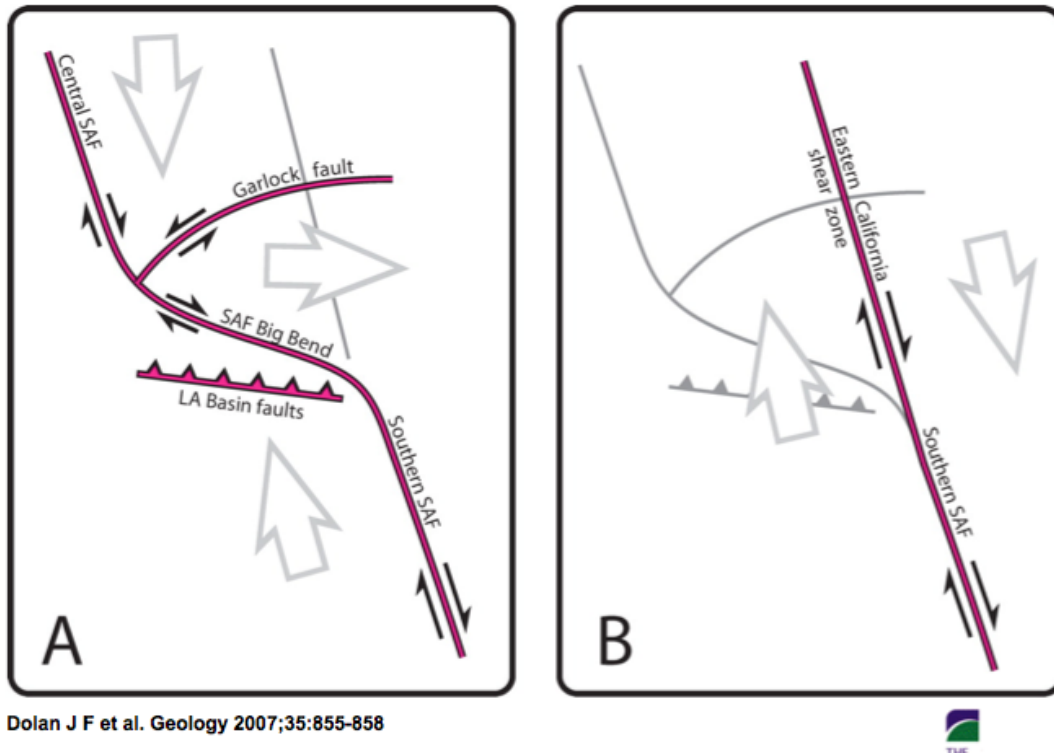 Central SAF
Garlock fault
SAF Big Bend
LA Basin faults
Southern SAF
A
Eastern California
shear zone
Southern SAF
B
Dolan J F et al. Geology 2007;35:855-858
THE